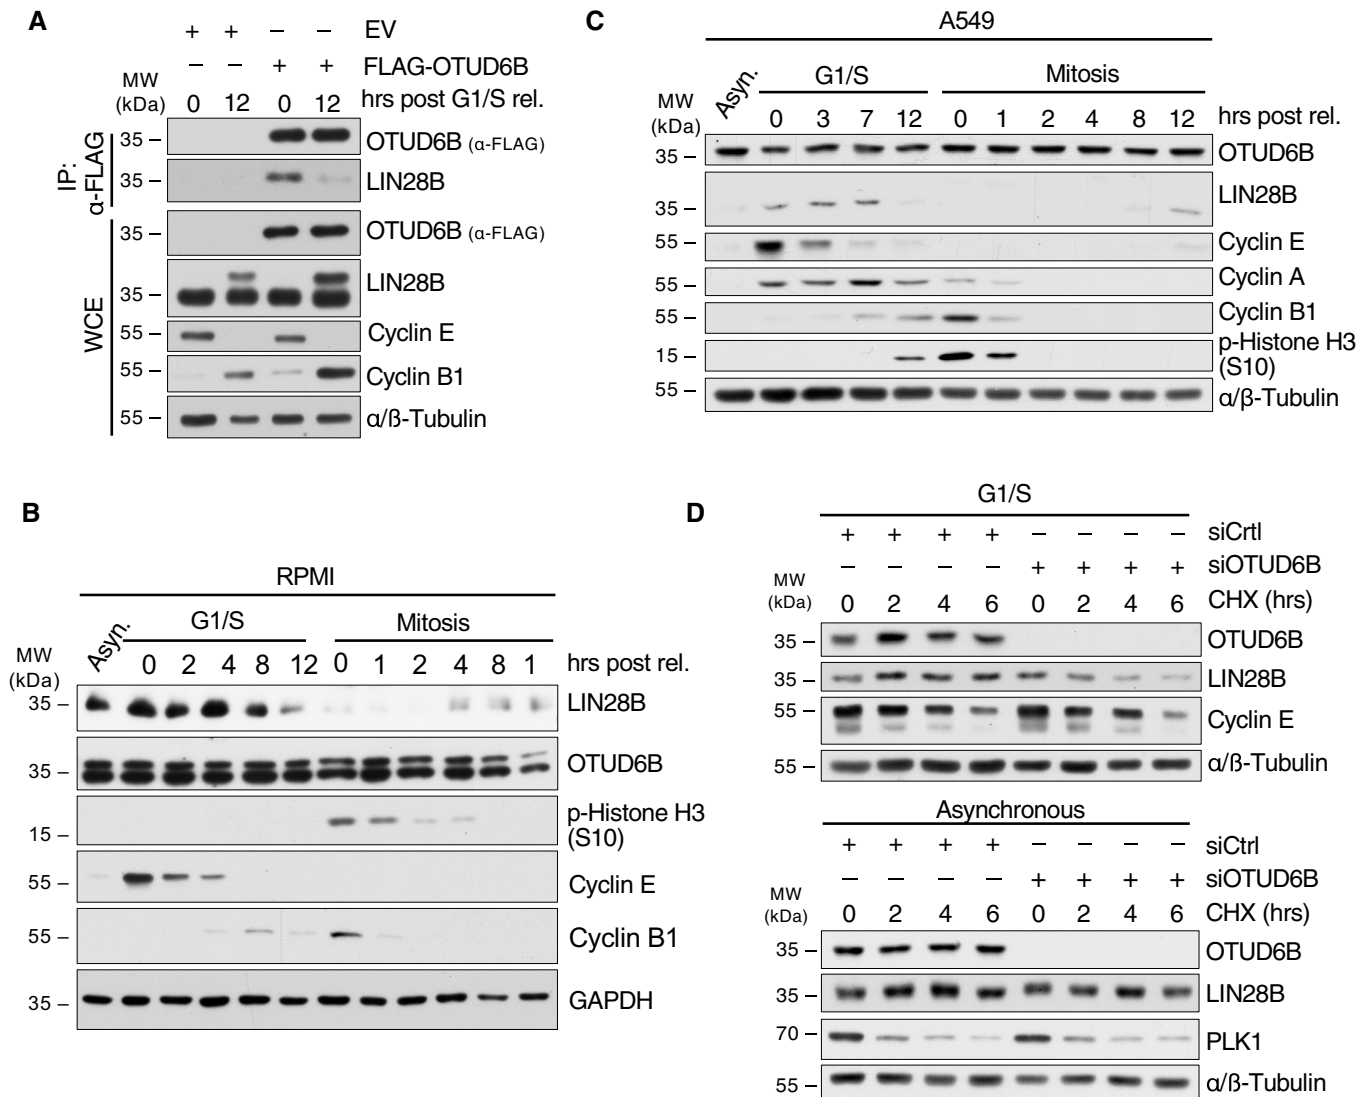 A
+ + – – EV
– – + + FLAG-OTUD6B
MW (kDa)
0 12 0 12 hrs post G1/S rel.
IP: α-FLAG
35 – OTUD6B (α-FLAG)
35 – LIN28B
WCE
35 – OTUD6B (α-FLAG)
35 – LIN28B
55 – Cyclin E
55 – Cyclin B1
55 – α/ß-Tubulin
B
RPMI
MW (kDa)
Asyn. G1/S Mitosis
0 2 4 8 12 0 1 2 4 8 1 hrs post rel.
35 – LIN28B
35 – OTUD6B
15 – p-Histone H3 (S10)
55 – Cyclin E
55 – Cyclin B1
35 – GAPDH
C
A549
MW (kDa)
Asyn. G1/S Mitosis
0 3 7 12 0 1 2 4 8 12 hrs post rel.
35 – OTUD6B
35 – LIN28B
55 – Cyclin E
55 – Cyclin A
55 – Cyclin B1
15 – p-Histone H3 (S10)
55 – α/β-Tubulin
D
G1/S
+ + + + – – – – siCrtl
– – – – + + + + siOTUD6B
MW (kDa)
0 2 4 6 0 2 4 6 CHX (hrs)
35 – OTUD6B
35 – LIN28B
55 – Cyclin E
55 – α/ß-Tubulin
Asynchronous
+ + + + – – – – siCtrl
– – – – + + + + siOTUD6B
MW (kDa)
0 2 4 6 0 2 4 6 CHX (hrs)
35 – OTUD6B
35 – LIN28B
70 – PLK1
55 – α/ß-Tubulin